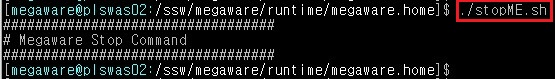 [megaware@plswas02:/ssw/megaware/runtime/megaware.home]$ ./stopME.sh
##################################
# Megaware Stop Command
##################################
[megaware@plswas02:/ssw/megaware/runtime/megaware.home]$